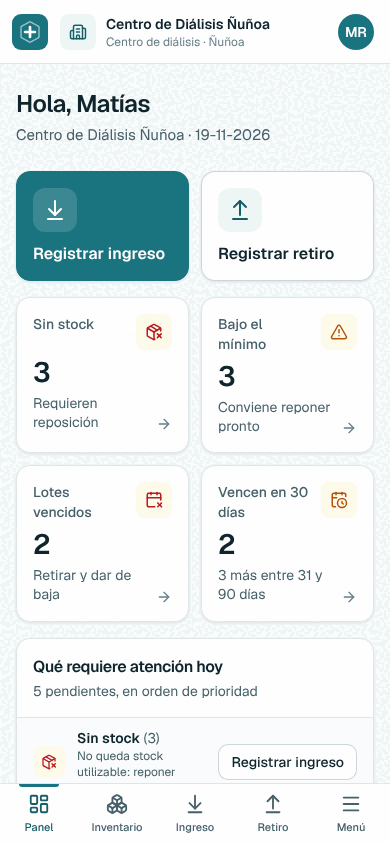 Centro de Diálisis Ñuñoa
Centro de diálisis · Ñuñoa
MR
Hola, Matías
Centro de Diálisis Ñuñoa · 19-11-2026
Registrar ingreso
Registrar retiro
Sin stock
3
Requieren
reposición
Bajo el
mínimo
3
Conviene reponer
pronto
Lotes
vencidos
2
Retirar y dar de
baja
Vencen en 30
días
2
3 más entre 31 y
90 días
Qué requiere atención hoy
5 pendientes, en orden de prioridad
Sin stock (3)
No queda stock
utilizable: reponer
Registrar ingreso
Panel
Inventario
Ingreso
Retiro
Menú